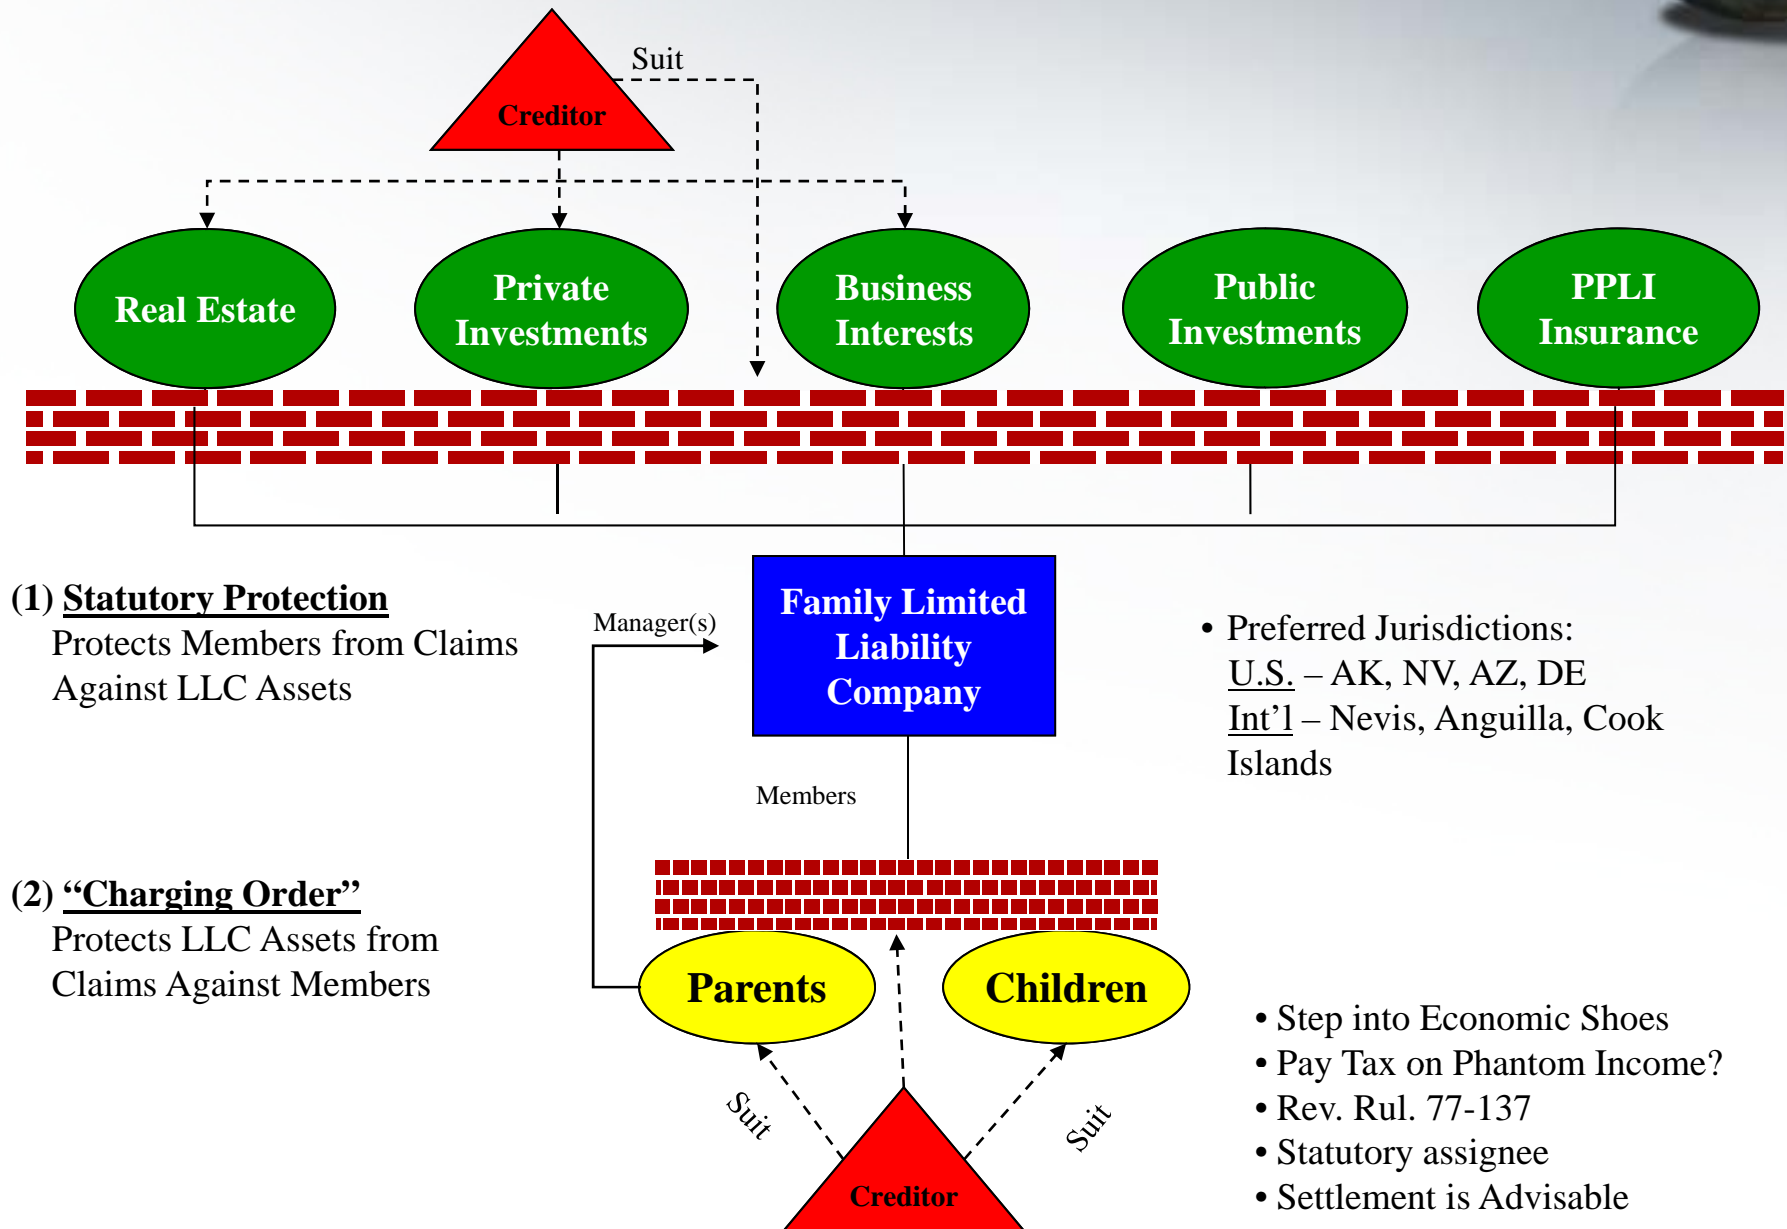 Suit
Creditor
Real Estate
Private
Investments
Business
Interests
Public
Investments
PPLI
Insurance
(1) Statutory Protection
Protects Members from Claims
Against LLC Assets
Manager(s)
Family Limited
Liability
Company
• Preferred Jurisdictions:
U.S. – AK, NV, AZ, DE
Int’l – Nevis, Anguilla, Cook
Islands
Members
(2) “Charging Order”
Protects LLC Assets from
Claims Against Members
Parents
Children
Suit
Suit
Creditor
• Step into Economic Shoes
• Pay Tax on Phantom Income?
• Rev. Rul. 77-137
• Statutory assignee
• Settlement is Advisable